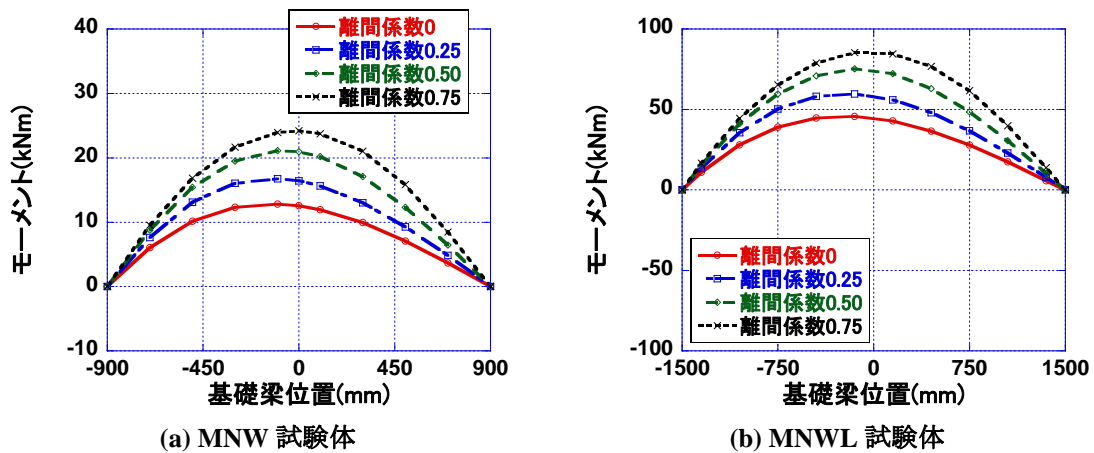 40
30
20
10
0
-10
-900
-450
0
450
900
モーメント(kNm)
基礎梁位置(mm)
離間係数0
離間係数0.25
離間係数0.50
離間係数0.75
(a) MNW 試験体
100
50
0
-50
-100
-1500
-750
0
750
1500
モーメント(kNm)
基礎梁位置(mm)
離間係数0
離間係数0.25
離間係数0.50
離間係数0.75
(b) MNWL 試験体